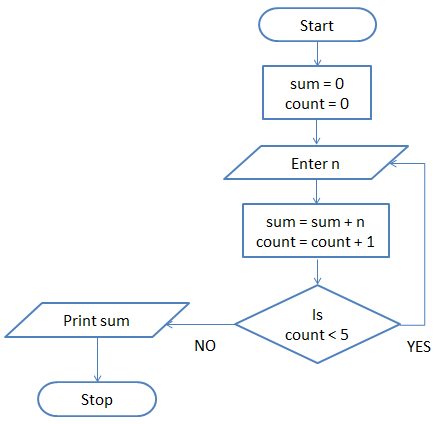 Start
sum = 0
count = 0
Enter n
sum = sum + n
count = count + 1
Is
count < 5
YES
NO
Print sum
Stop